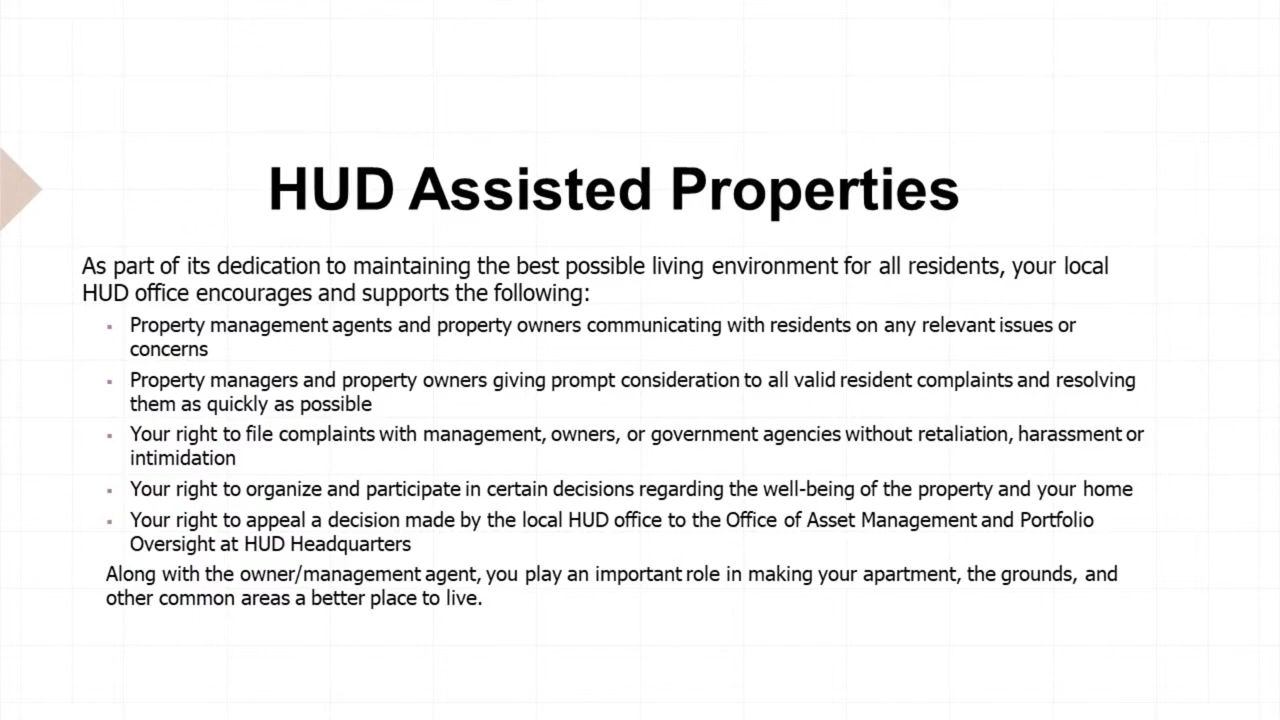 HUD Assisted Properties
As part of its dedication to maintaining the best possible living environment for all residents, your local
HUD office encourages and supports the following:
▪ Property management agents and property owners communicating with residents on any relevant issues or
concerns
▪ Property managers and property owners giving prompt consideration to all valid resident complaints and resolving
them as quickly as possible
▪ Your right to file complaints with management, owners, or government agencies without retaliation, harassment or
intimidation
▪ Your right to organize and participate in certain decisions regarding the well-being of the property and your home
▪ Your right to appeal a decision made by the local HUD office to the Office of Asset Management and Portfolio
Oversight at HUD Headquarters
Along with the owner/management agent, you play an important role in making your apartment, the grounds, and
other common areas a better place to live.